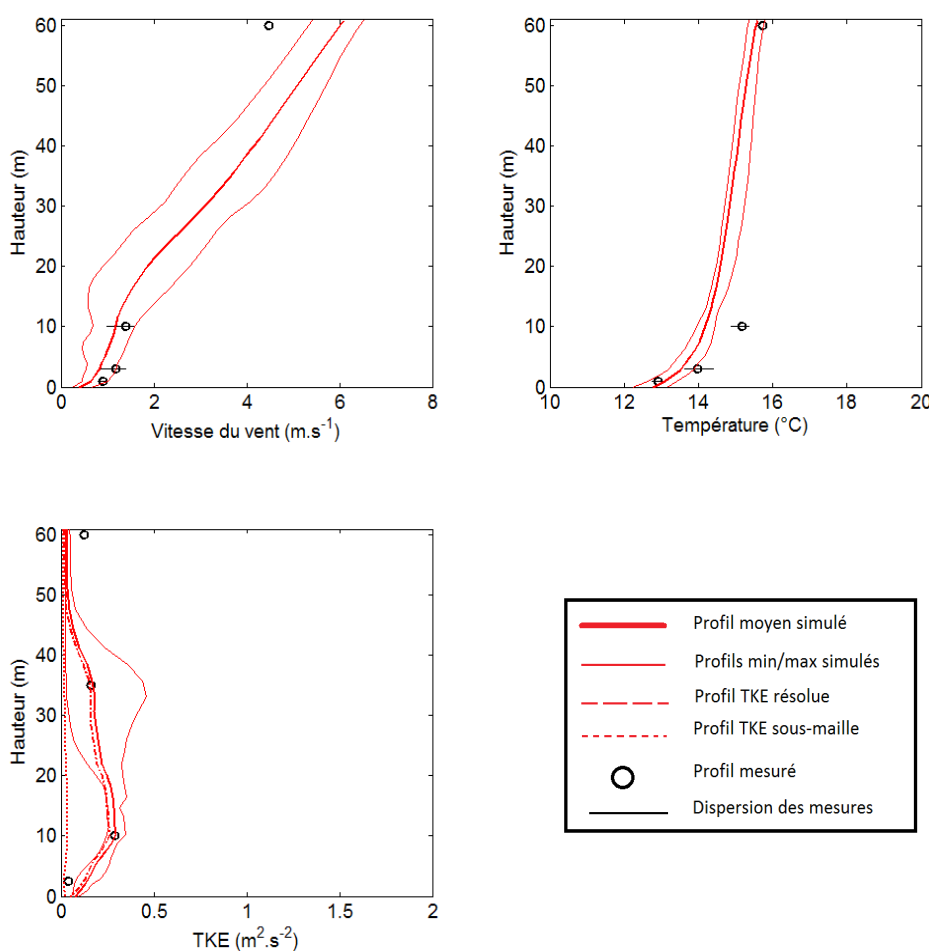 60
50
40
30
20
10
0
Hauteur (m)
0 2 4 6 8
Vitesse du vent (m.s⁻¹)
60
50
40
30
20
10
0
Hauteur (m)
10 12 14 16 18 20
Température (°C)
60
50
40
30
20
10
0
Hauteur (m)
0 0.5 1 1.5 2
TKE (m².s⁻²)
Profil moyen simulé
Profils min/max simulés
Profil TKE résolue
Profil TKE sous-maille
Profil mesuré
Dispersion des mesures